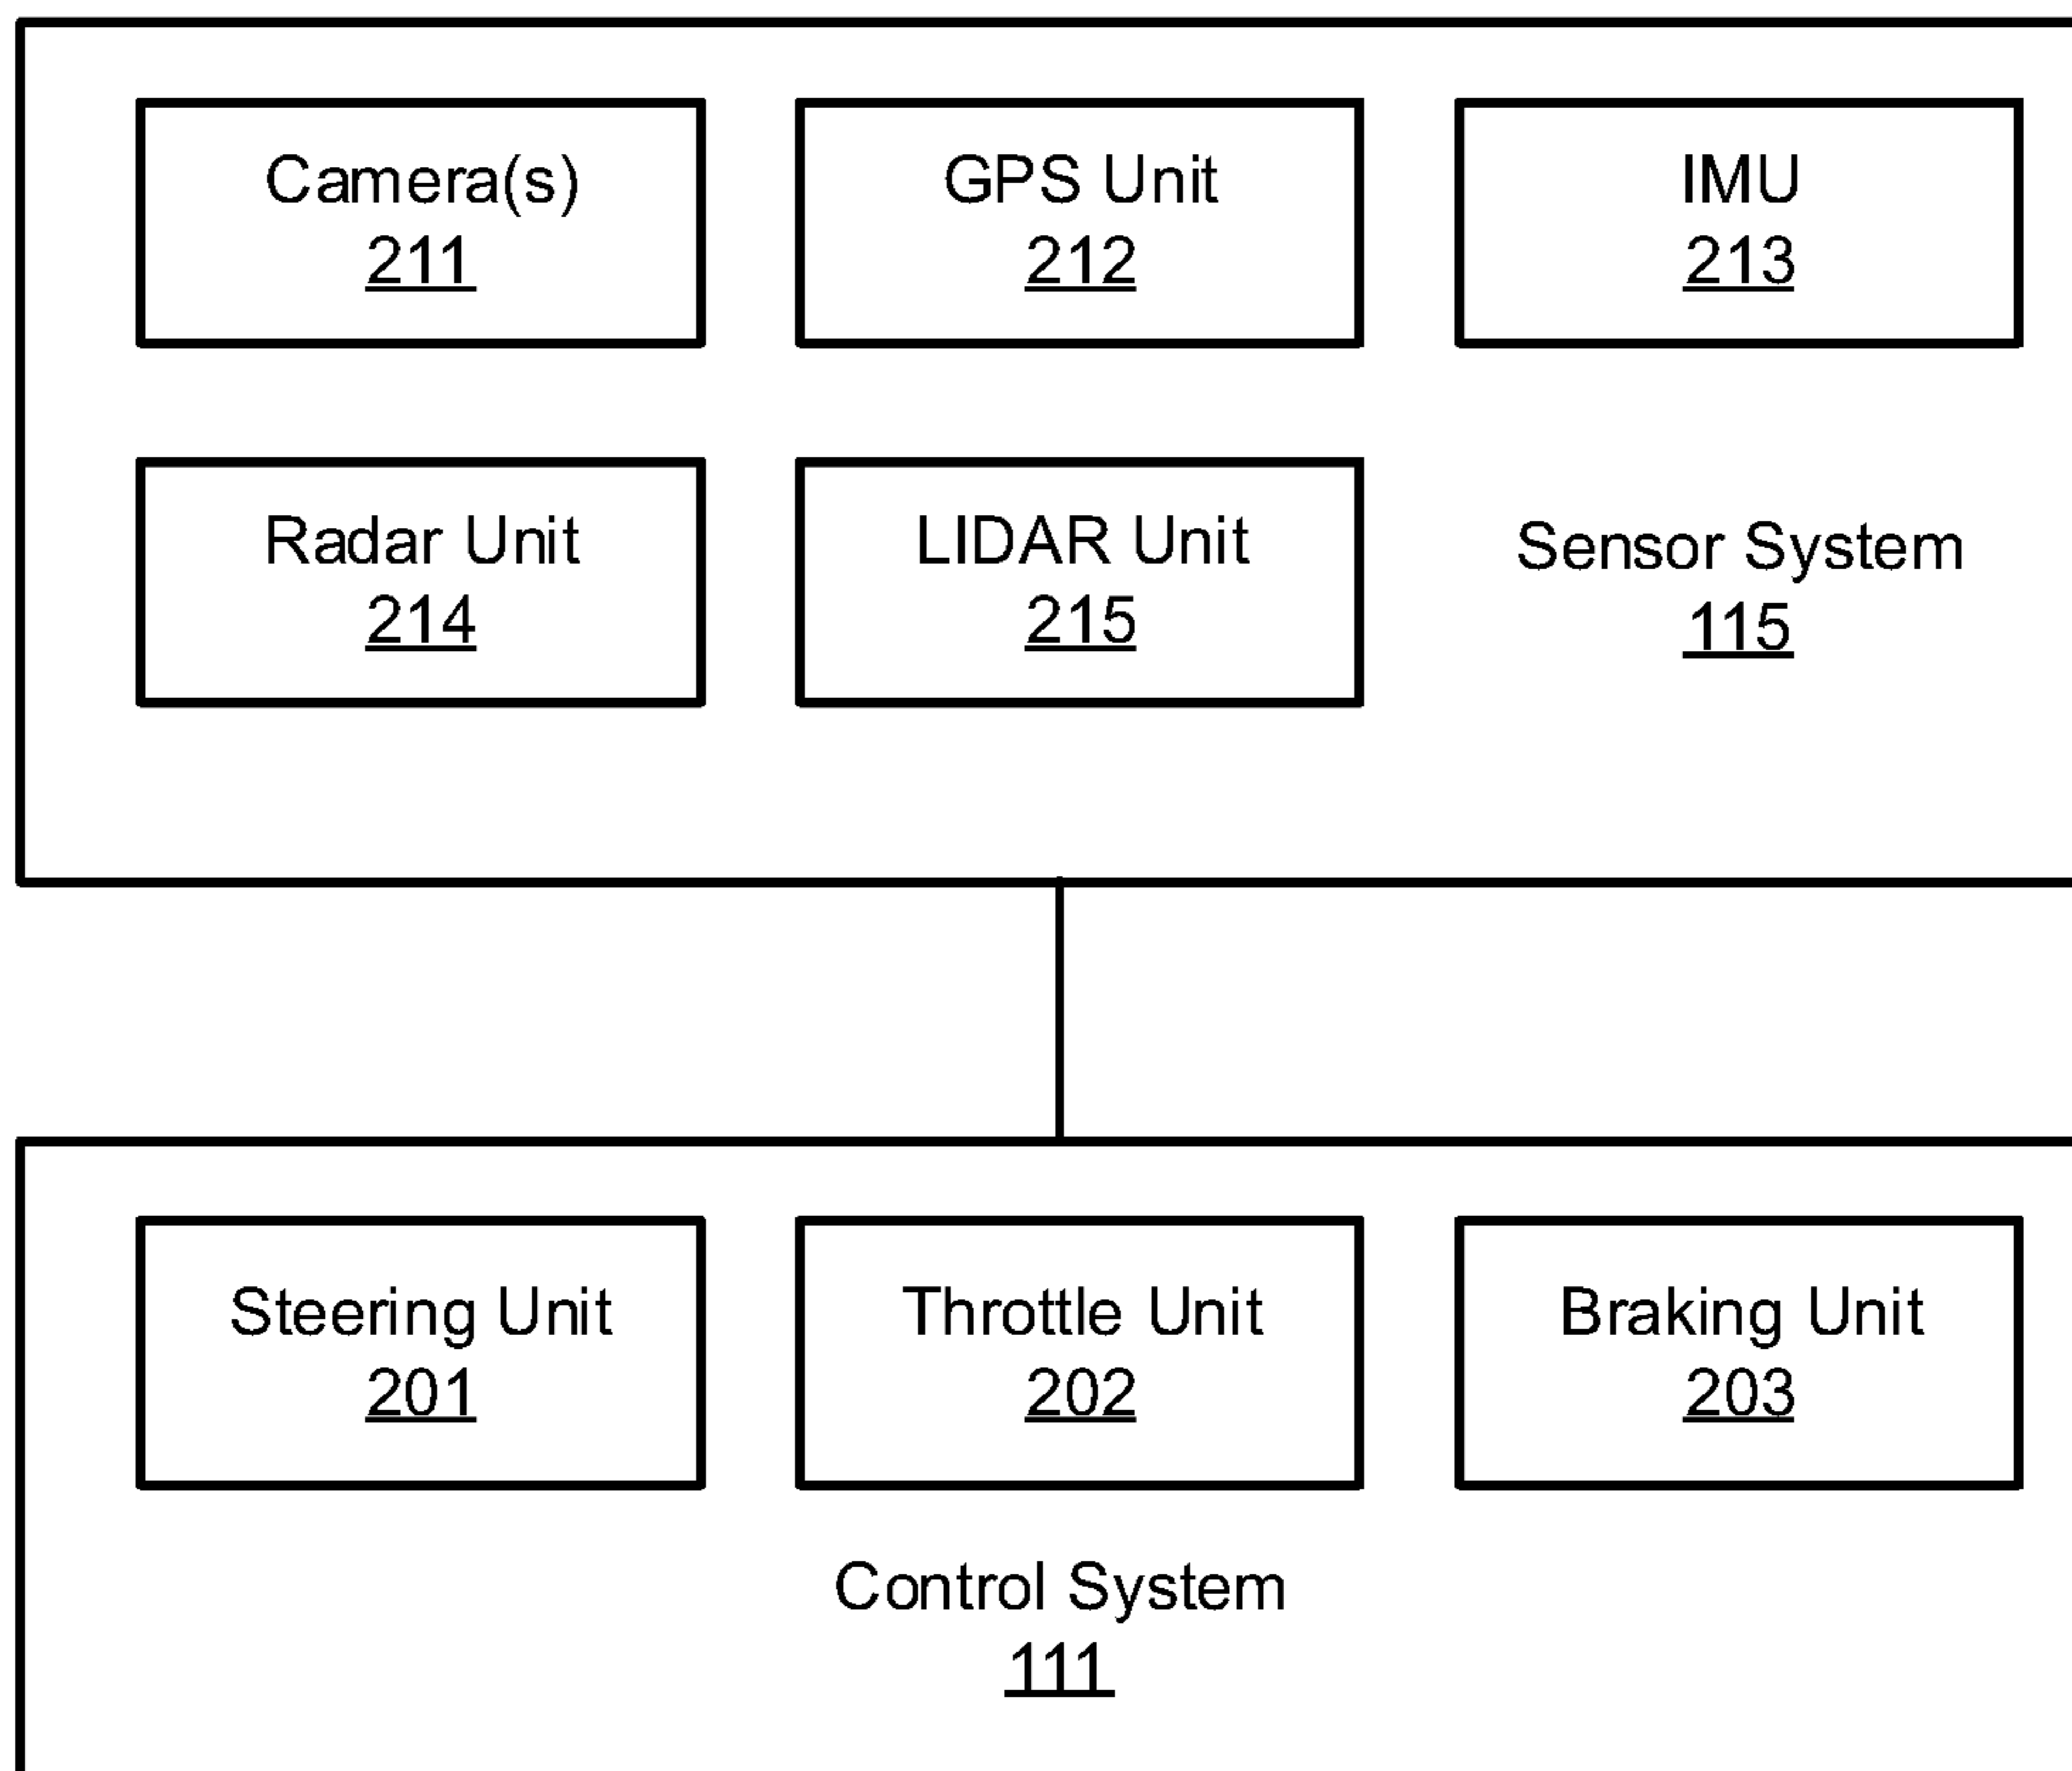 Camera(s)
211
GPS Unit
212
IMU
213
Radar Unit
214
LIDAR Unit
215
Sensor System
115
Steering Unit
201
Throttle Unit
202
Braking Unit
203
Control System
111